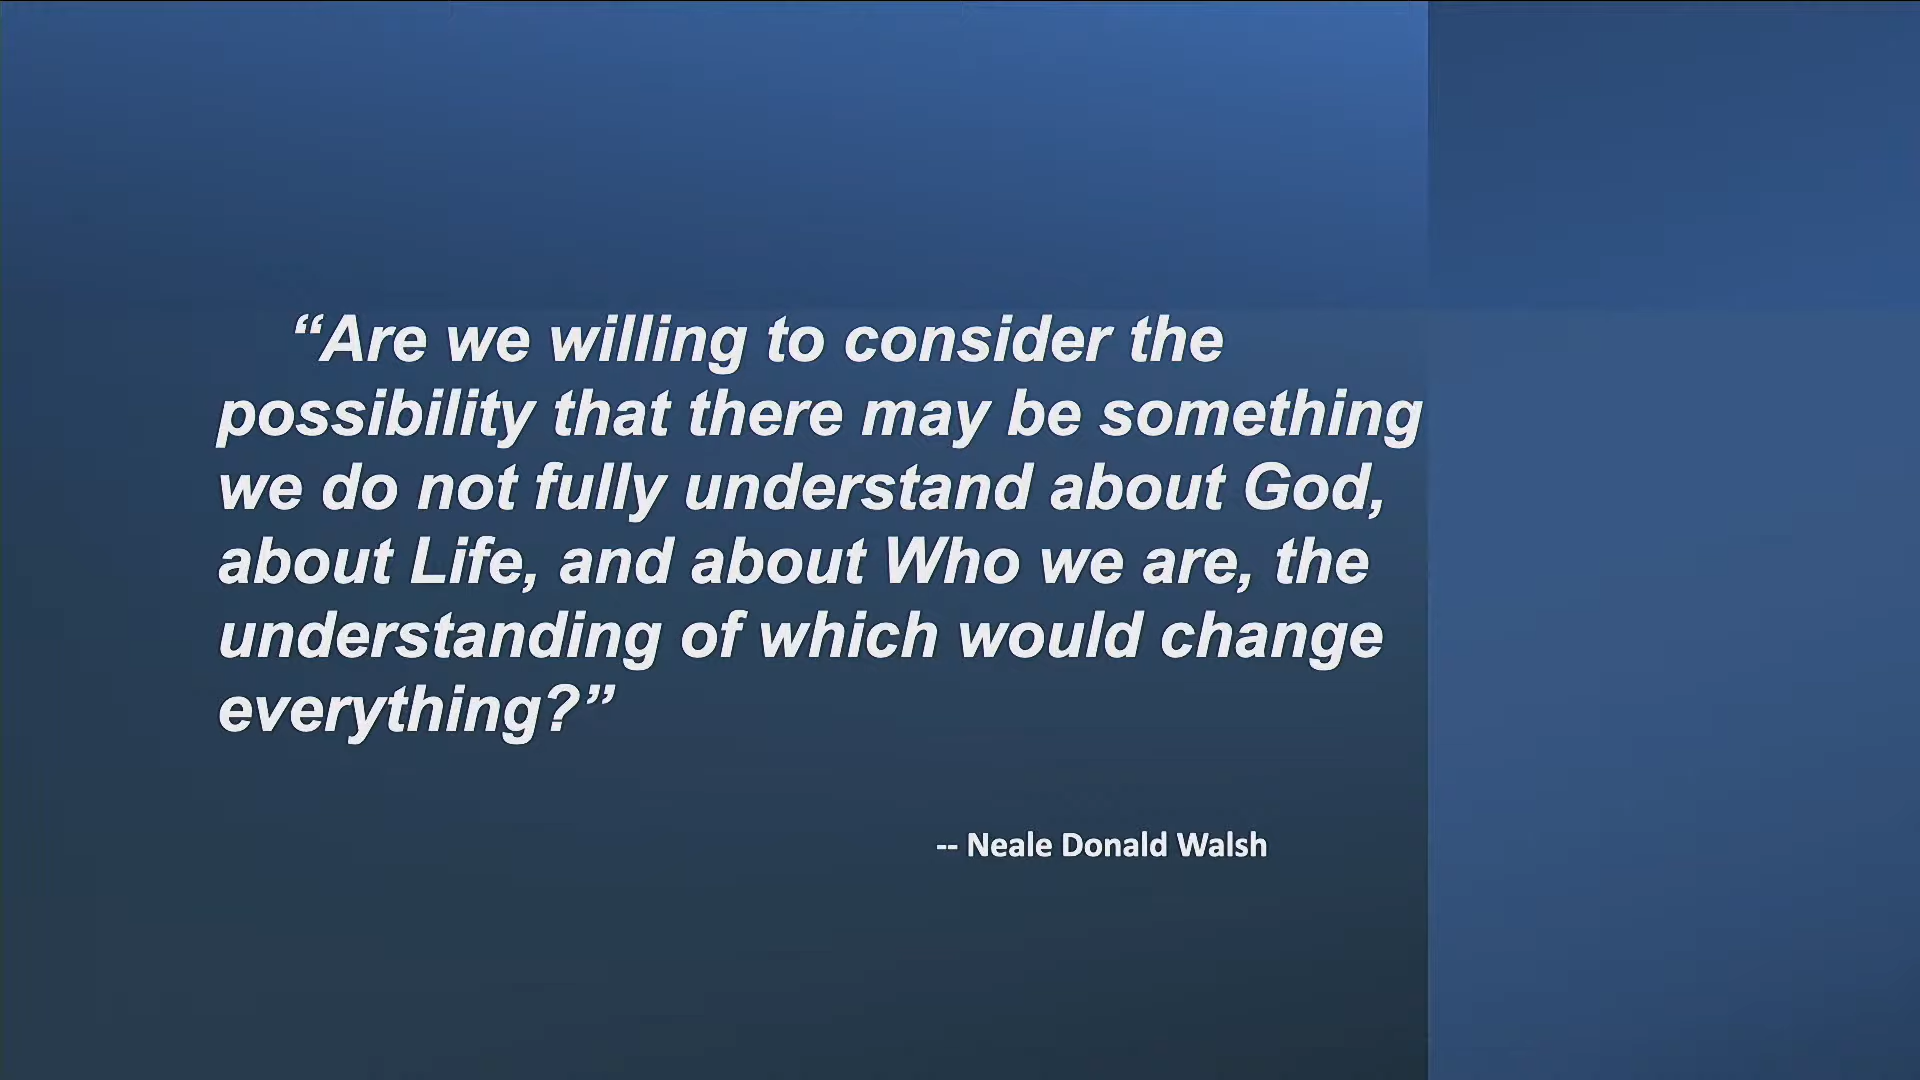 “Are we willing to consider the
possibility that there may be something
we do not fully understand about God,
about Life, and about Who we are, the
understanding of which would change
everything?”
-- Neale Donald Walsh